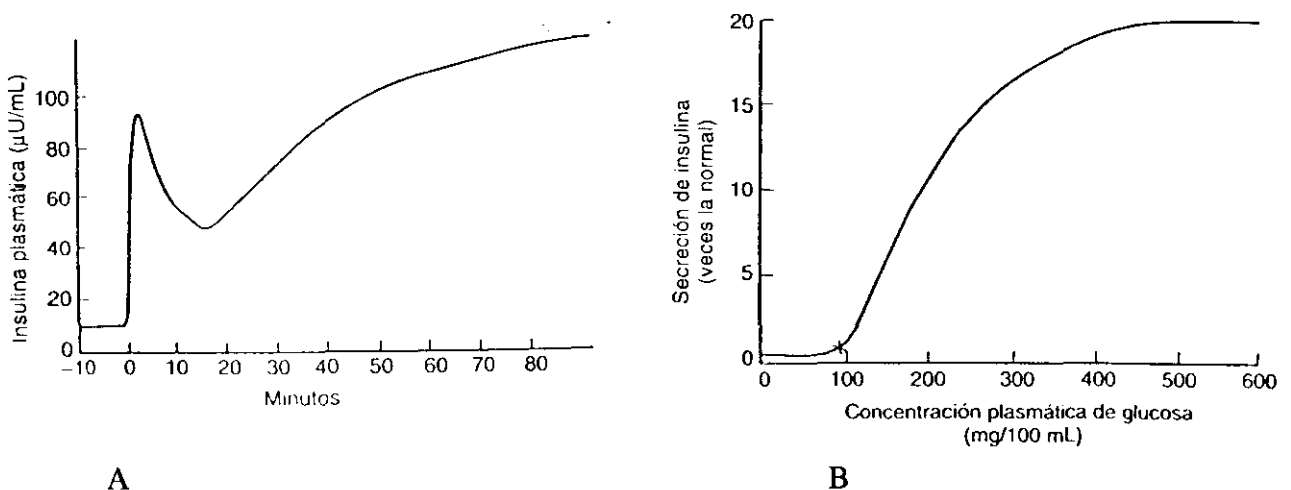 Insulina plasmática (µU/mL)
100
80
60
40
20
0
−10 0 10 20 30 40 50 60 70 80
Minutos
A
Secreción de insulina
(veces la normal)
20
15
10
5
0
0 100 200 300 400 500 600
Concentración plasmática de glucosa
(mg/100 mL)
B